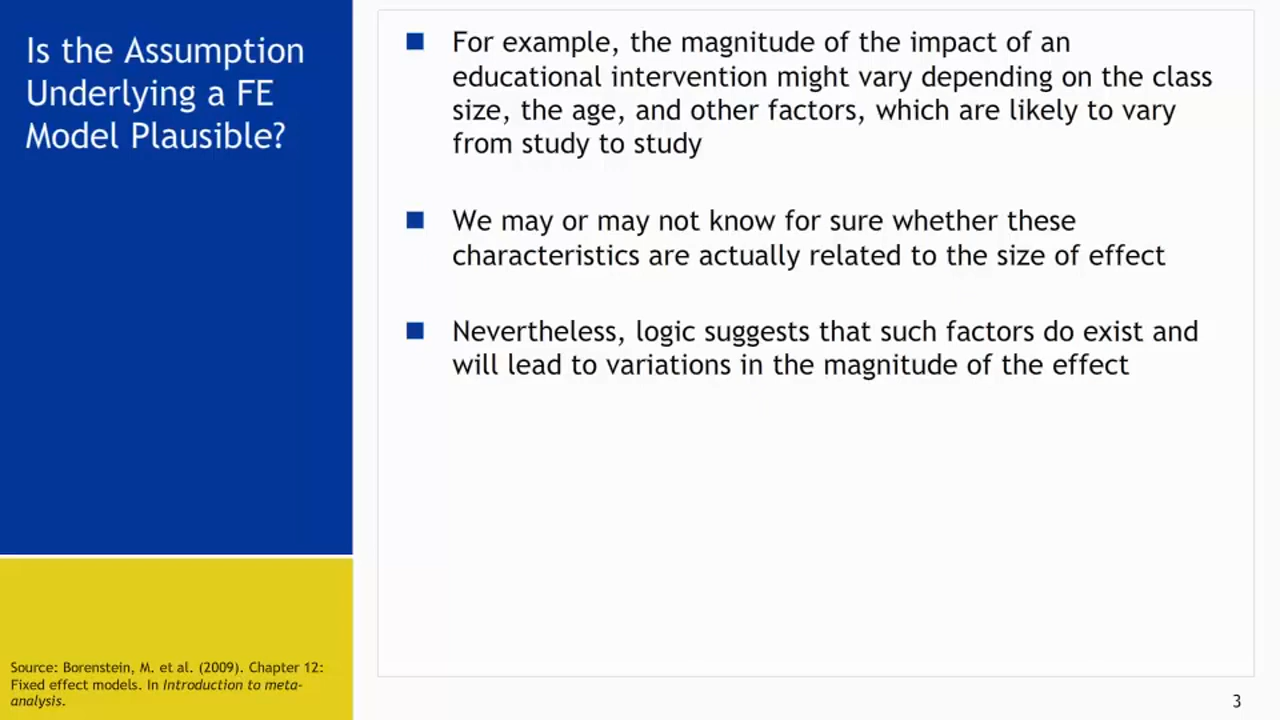 Is the Assumption
Underlying a FE
Model Plausible?
For example, the magnitude of the impact of an
educational intervention might vary depending on the class
size, the age, and other factors, which are likely to vary
from study to study
We may or may not know for sure whether these
characteristics are actually related to the size of effect
Nevertheless, logic suggests that such factors do exist and
will lead to variations in the magnitude of the effect
Source: Borenstein, M. et al. (2009). Chapter 12:
Fixed effect models. In Introduction to meta-
analysis.
3